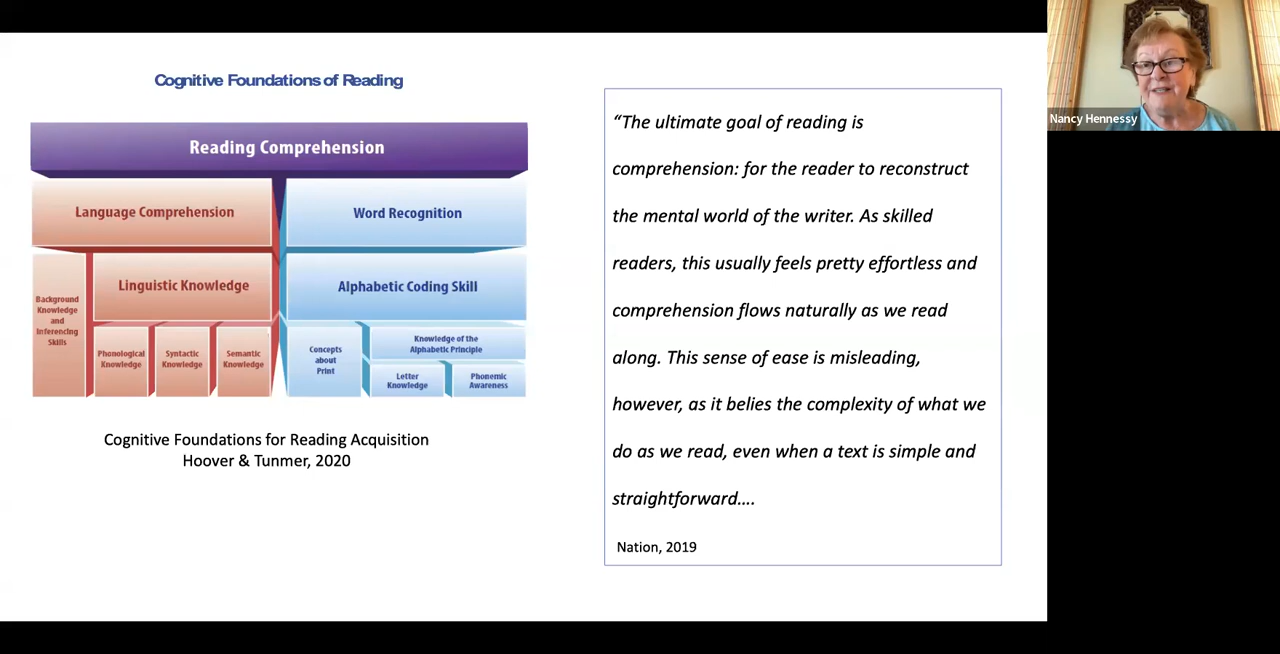 Cognitive Foundations of Reading
Reading Comprehension
Language Comprehension
Word Recognition
Linguistic Knowledge
Alphabetic Coding Skill
Background
Knowledge
and
Inferencing
Skills
Phonological
Knowledge
Syntactic
Knowledge
Semantic
Knowledge
Concepts
about
Print
Knowledge of the
Alphabetic Principle
Letter
Knowledge
Phonemic
Awareness
Cognitive Foundations for Reading Acquisition
Hoover & Tunmer, 2020
“The ultimate goal of reading is
comprehension: for the reader to reconstruct
the mental world of the writer. As skilled
readers, this usually feels pretty effortless and
comprehension flows naturally as we read
along. This sense of ease is misleading,
however, as it belies the complexity of what we
do as we read, even when a text is simple and
straightforward....
Nation, 2019
Nancy Hennessy